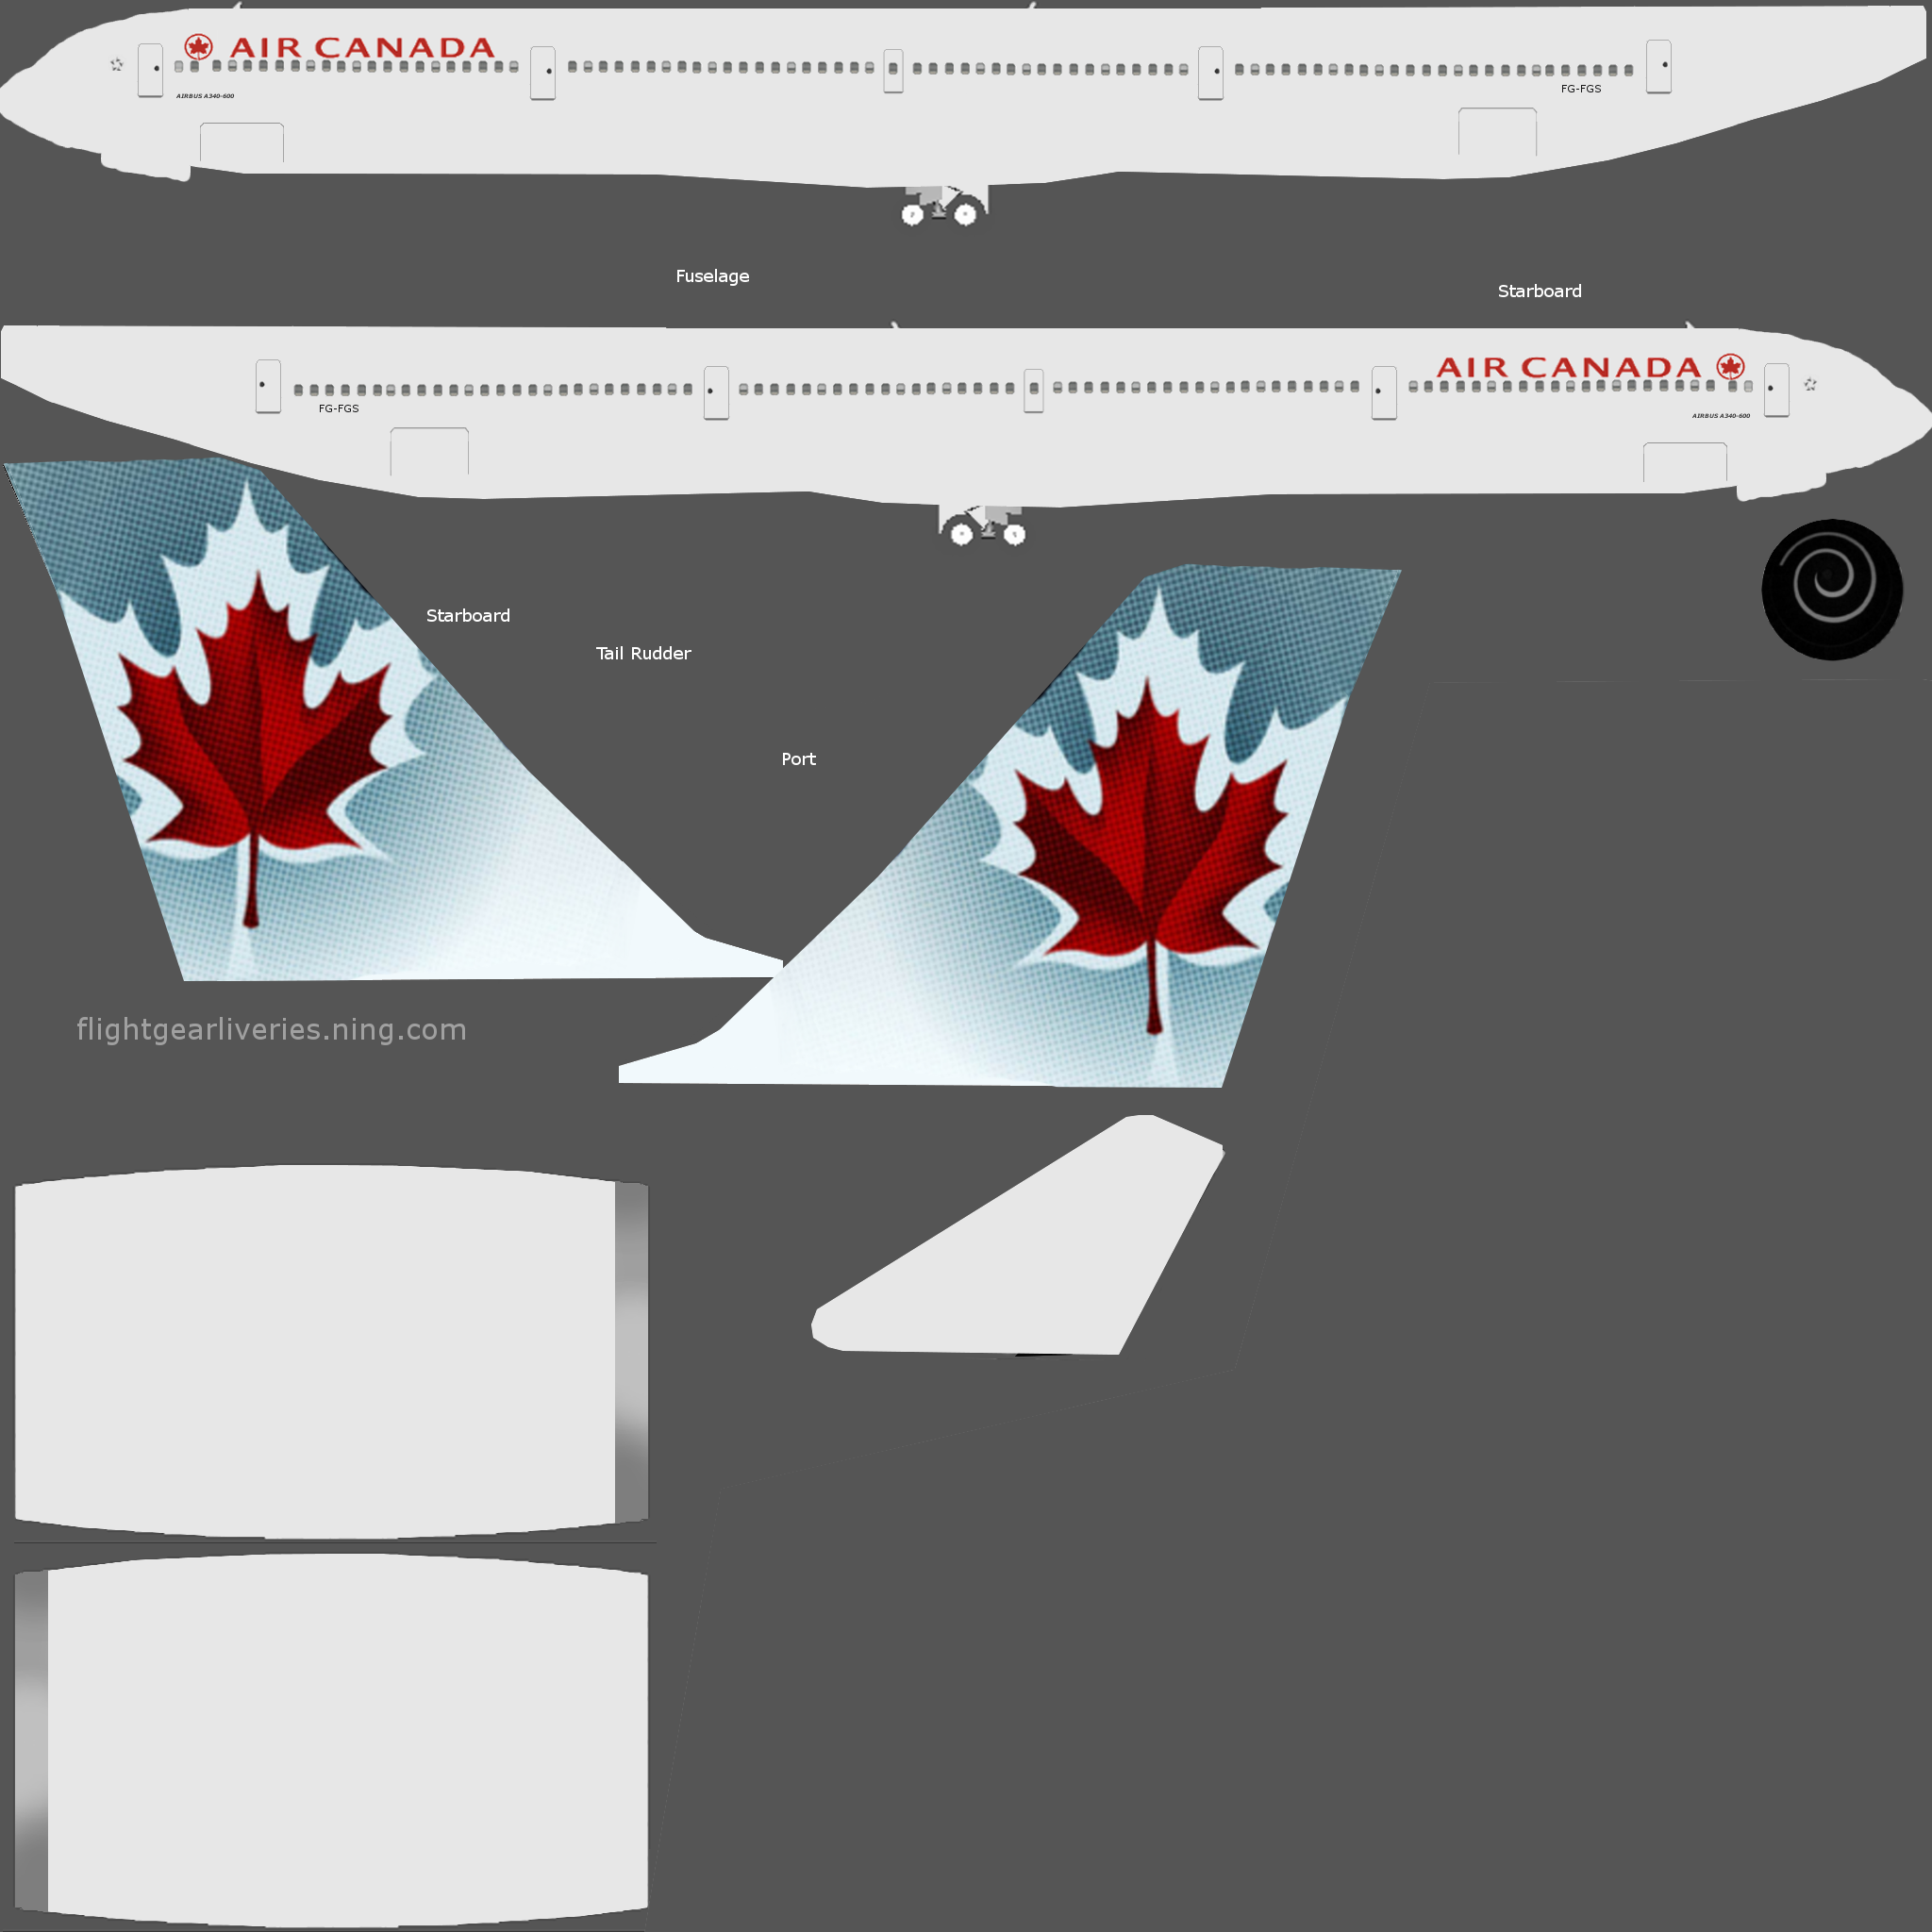 AIR CANADA
AIRBUS A340-600
FG-FGS
Fuselage
Starboard
AIR CANADA
FG-FGS
AIRBUS A340-600
Starboard
Tail Rudder
Port
flightgearliveries.ning.com